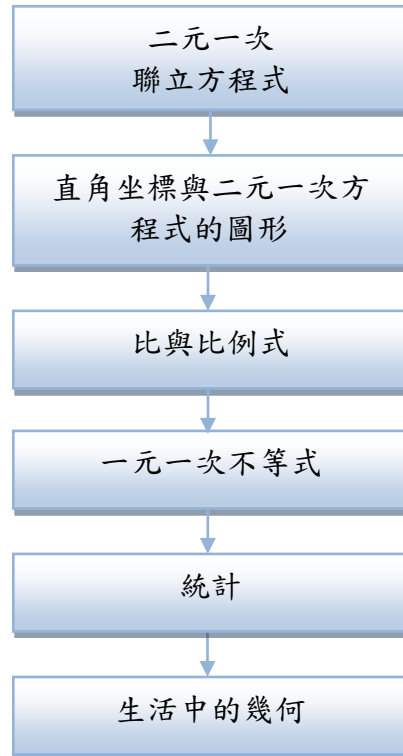 二元一次
聯立方程式
直角坐標與二元一次方
程式的圖形
比與比例式
一元一次不等式
統計
生活中的幾何